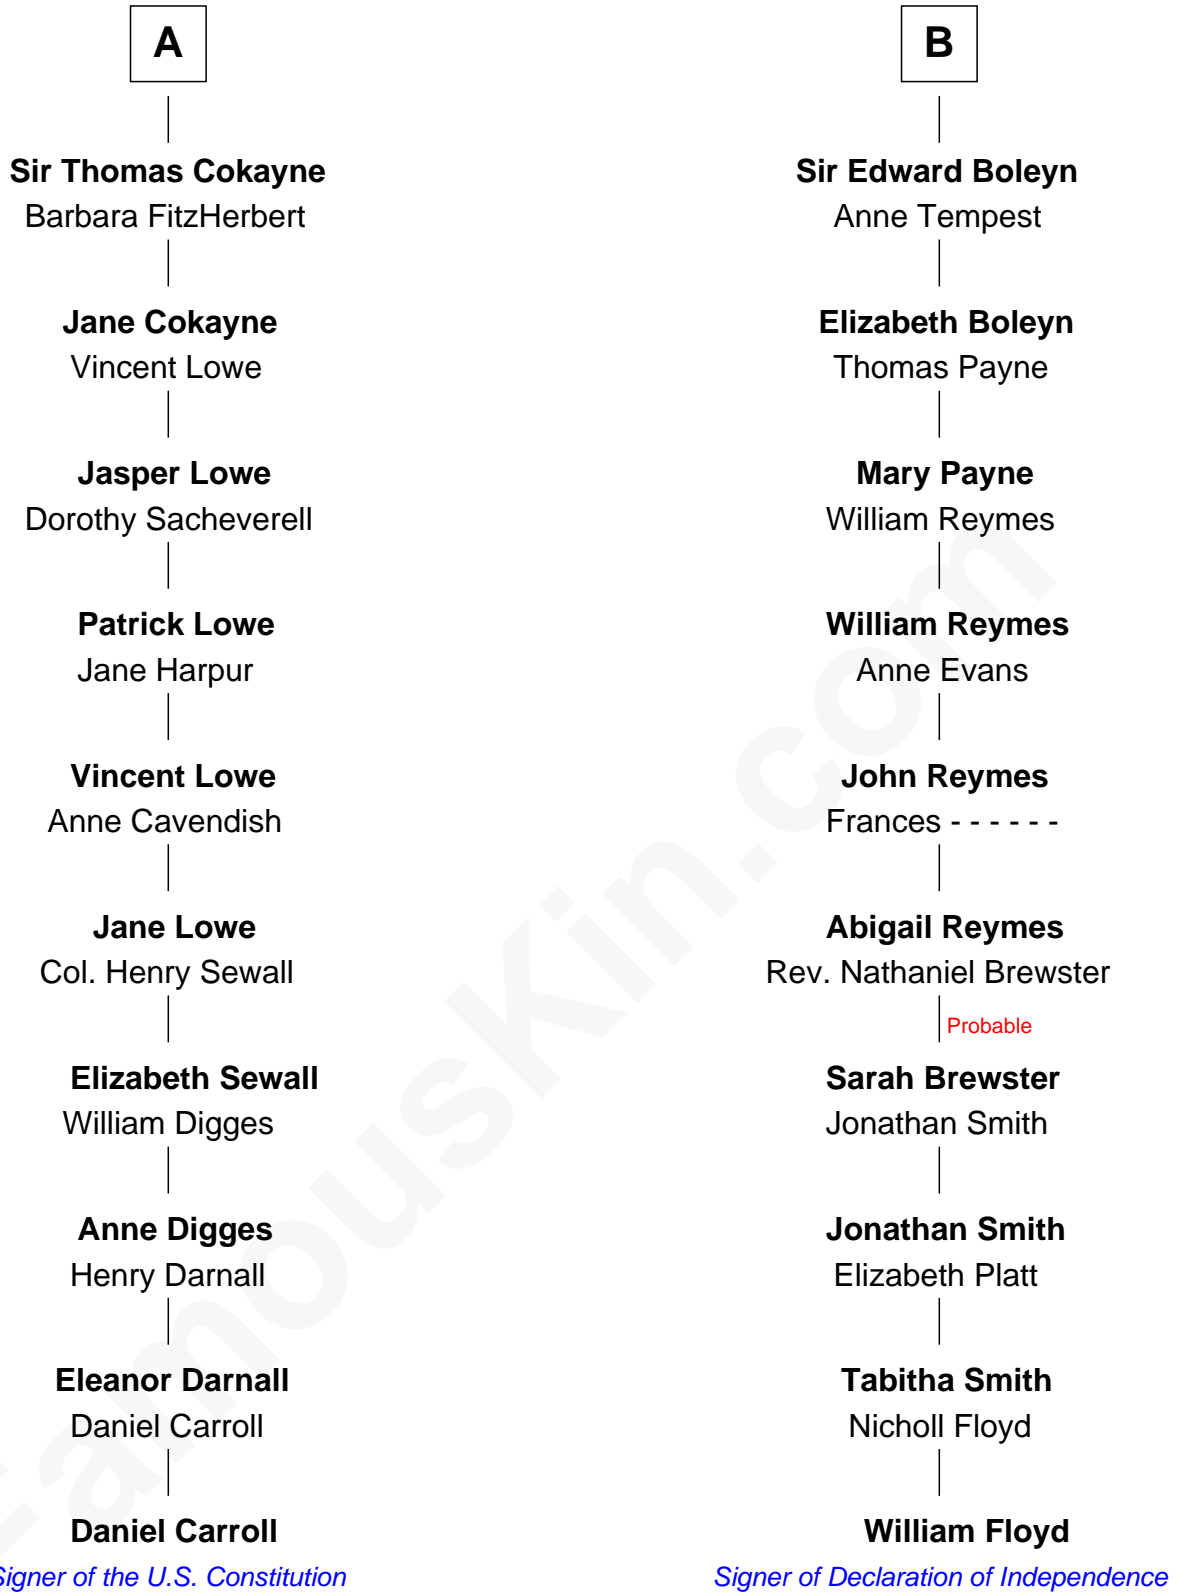 A
Sir Thomas Cokayne
Barbara FitzHerbert
Jane Cokayne
Vincent Lowe
Jasper Lowe
Dorothy Sacheverell
Patrick Lowe
Jane Harpur
Vincent Lowe
Anne Cavendish
Jane Lowe
Col. Henry Sewall
Elizabeth Sewall
William Digges
Anne Digges
Henry Darnall
Eleanor Darnall
Daniel Carroll
Daniel Carroll
Signer of the U.S. Constitution
B
Sir Edward Boleyn
Anne Tempest
Elizabeth Boleyn
Thomas Payne
Mary Payne
William Reymes
William Reymes
Anne Evans
John Reymes
Frances - - - - - -
Abigail Reymes
Rev. Nathaniel Brewster
Probable
Sarah Brewster
Jonathan Smith
Jonathan Smith
Elizabeth Platt
Tabitha Smith
Nicholl Floyd
William Floyd
Signer of Declaration of Independence
FamousKin.com